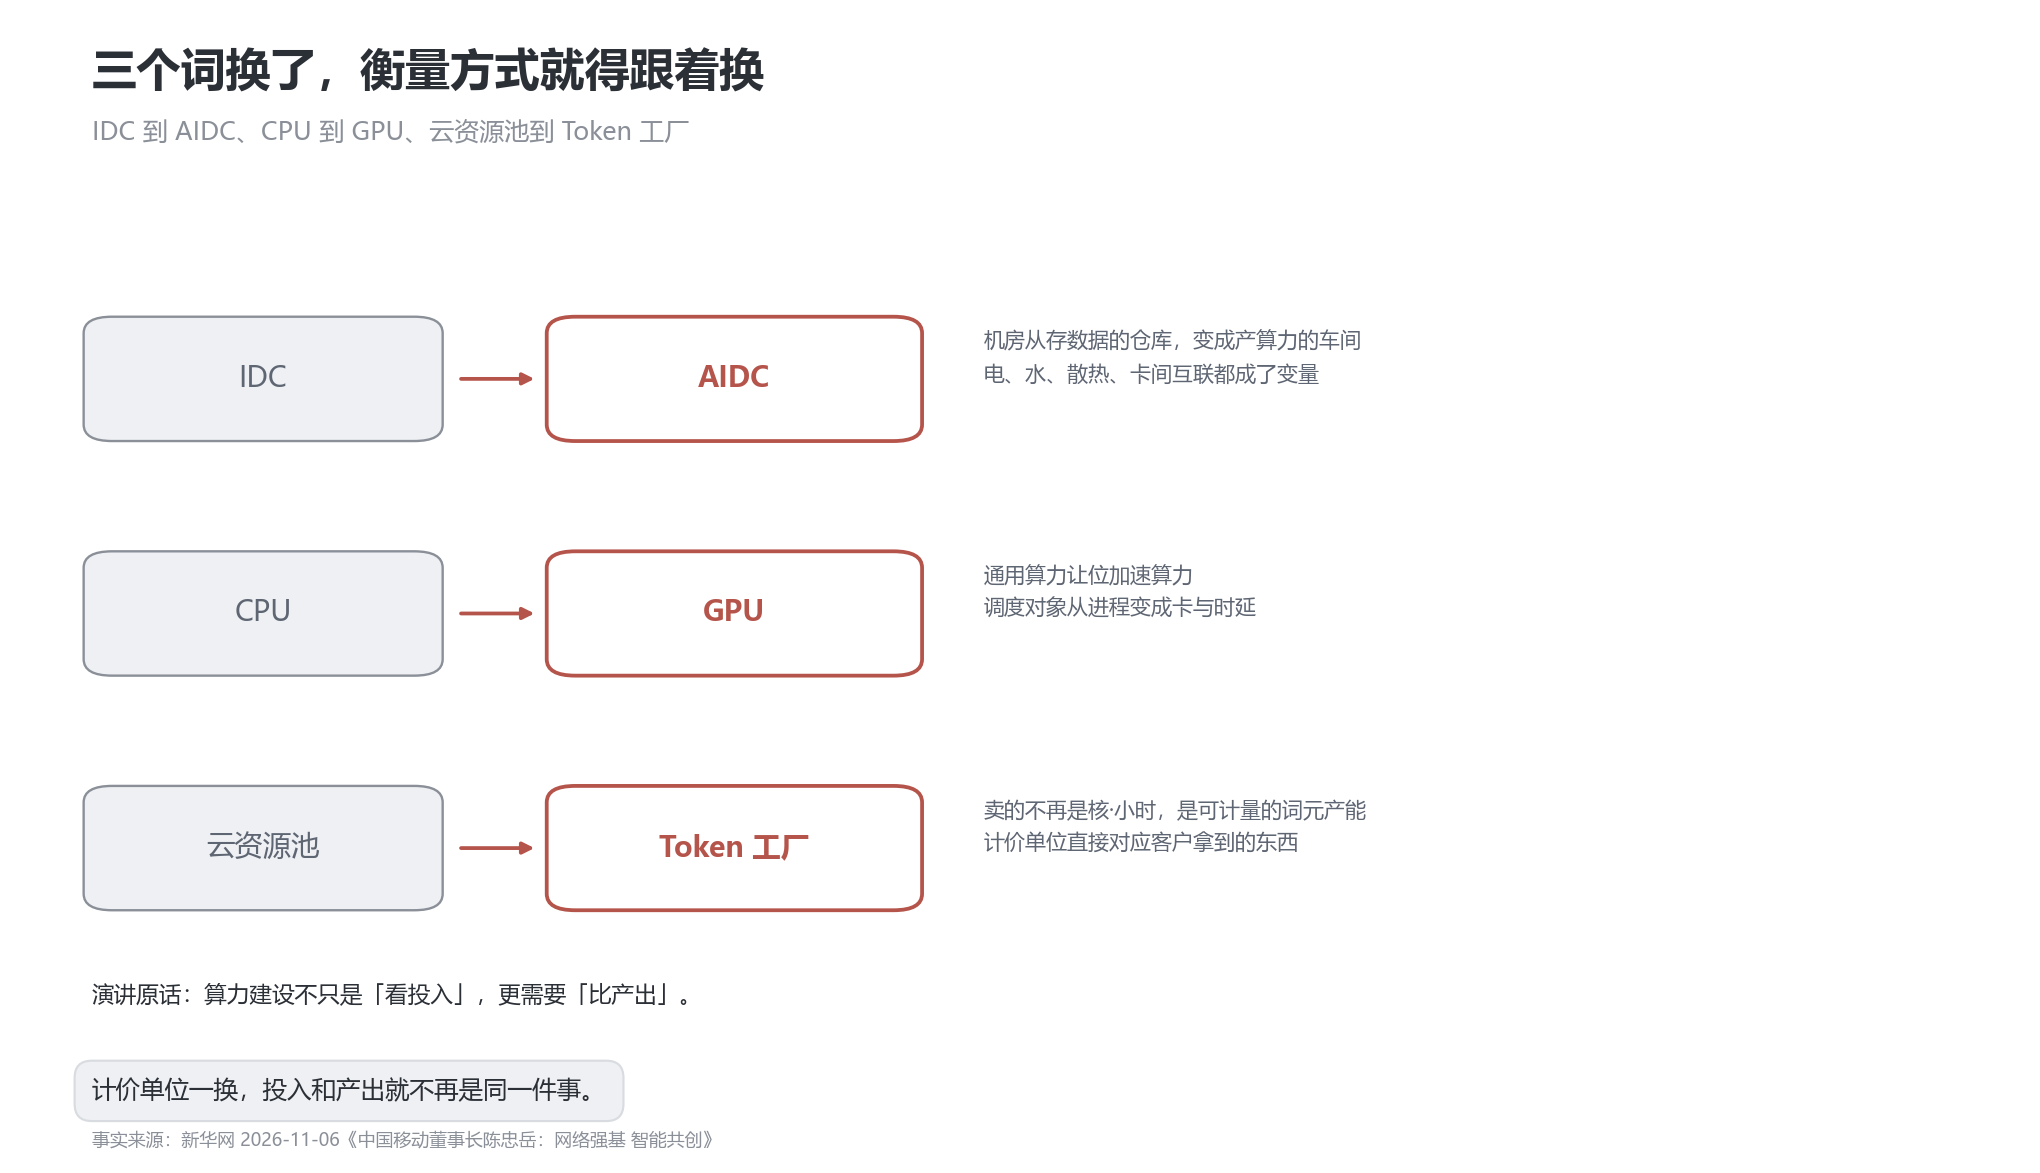 三个词换了，衡量方式就得跟着换
IDC 到 AIDC、CPU 到 GPU、云资源池到 Token 工厂
IDC
AIDC
机房从存数据的仓库，变成产算力的车间
电、水、散热、卡间互联都成了变量
CPU
GPU
通用算力让位加速算力
调度对象从进程变成卡与时延
云资源池
Token 工厂
卖的不再是核·小时，是可计量的词元产能
计价单位直接对应客户拿到的东西
演讲原话：算力建设不只是「看投入」，更需要「比产出」。
计价单位一换，投入和产出就不再是同一件事。
事实来源：新华网 2026-11-06《中国移动董事长陈忠岳：网络强基 智能共创》